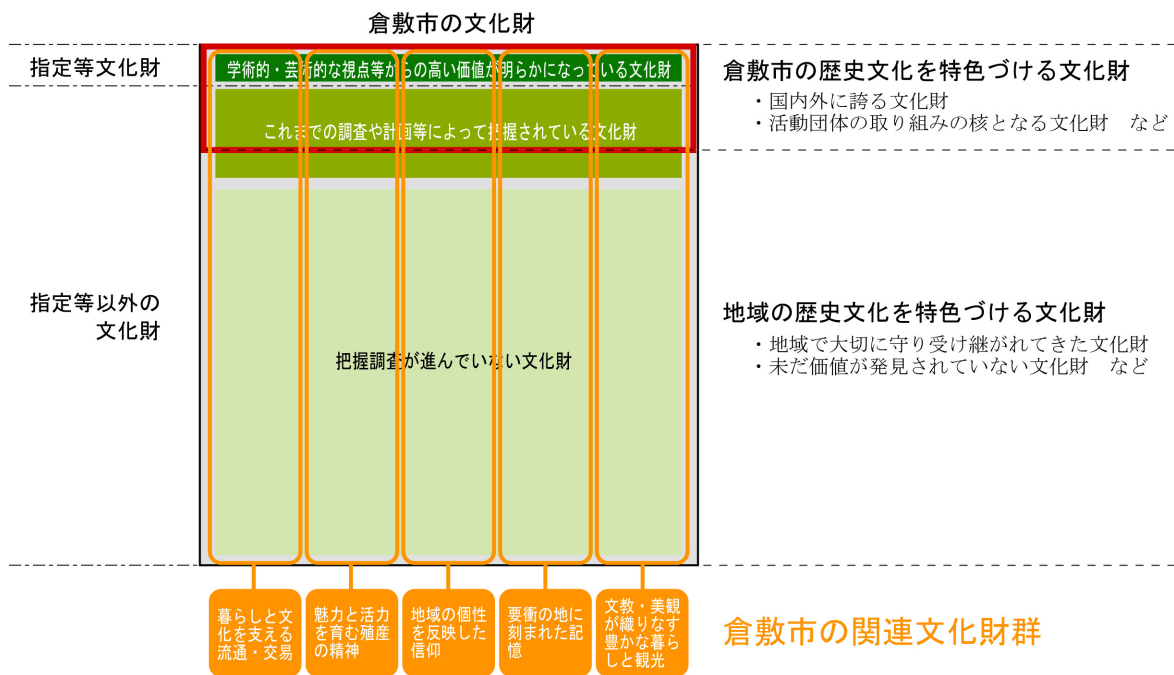 倉敷市の文化財
指定等文化財
学術的・芸術的な視点等からの高い価値が明らかになっている文化財
これまでの調査や計画等によって把握されている文化財
倉敷市の歴史文化を特色づける文化財
・国内外に誇る文化財
・活動団体の取り組みの核となる文化財　など
指定等以外の
文化財
把握調査が進んでいない文化財
地域の歴史文化を特色づける文化財
・地域で大切に守り受け継がれてきた文化財
・未だ価値が発見されていない文化財　など
暮らしと文
化を支える
流通・交易
魅力と活力
を育む殖産
の精神
地域の個性
を反映した
信仰
要衝の地に
刻まれた記
憶
文教・美観
が織りなす
豊かな暮ら
しと観光
倉敷市の関連文化財群